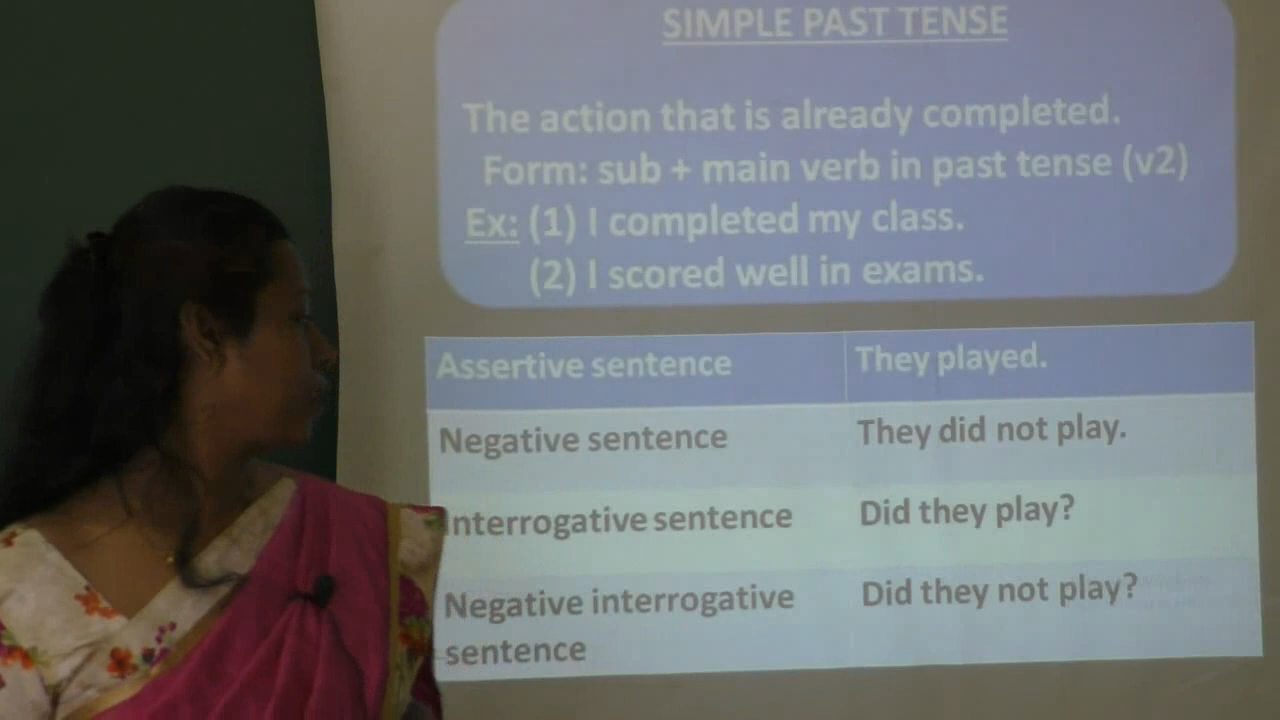 SIMPLE PAST TENSE
The action that is already completed.
Form: sub + main verb in past tense (v2)
Ex: (1) I completed my class.
(2) I scored well in exams.
Assertive sentence They played.
Negative sentence They did not play.
Interrogative sentence Did they play?
Negative interrogative Did they not play?
sentence